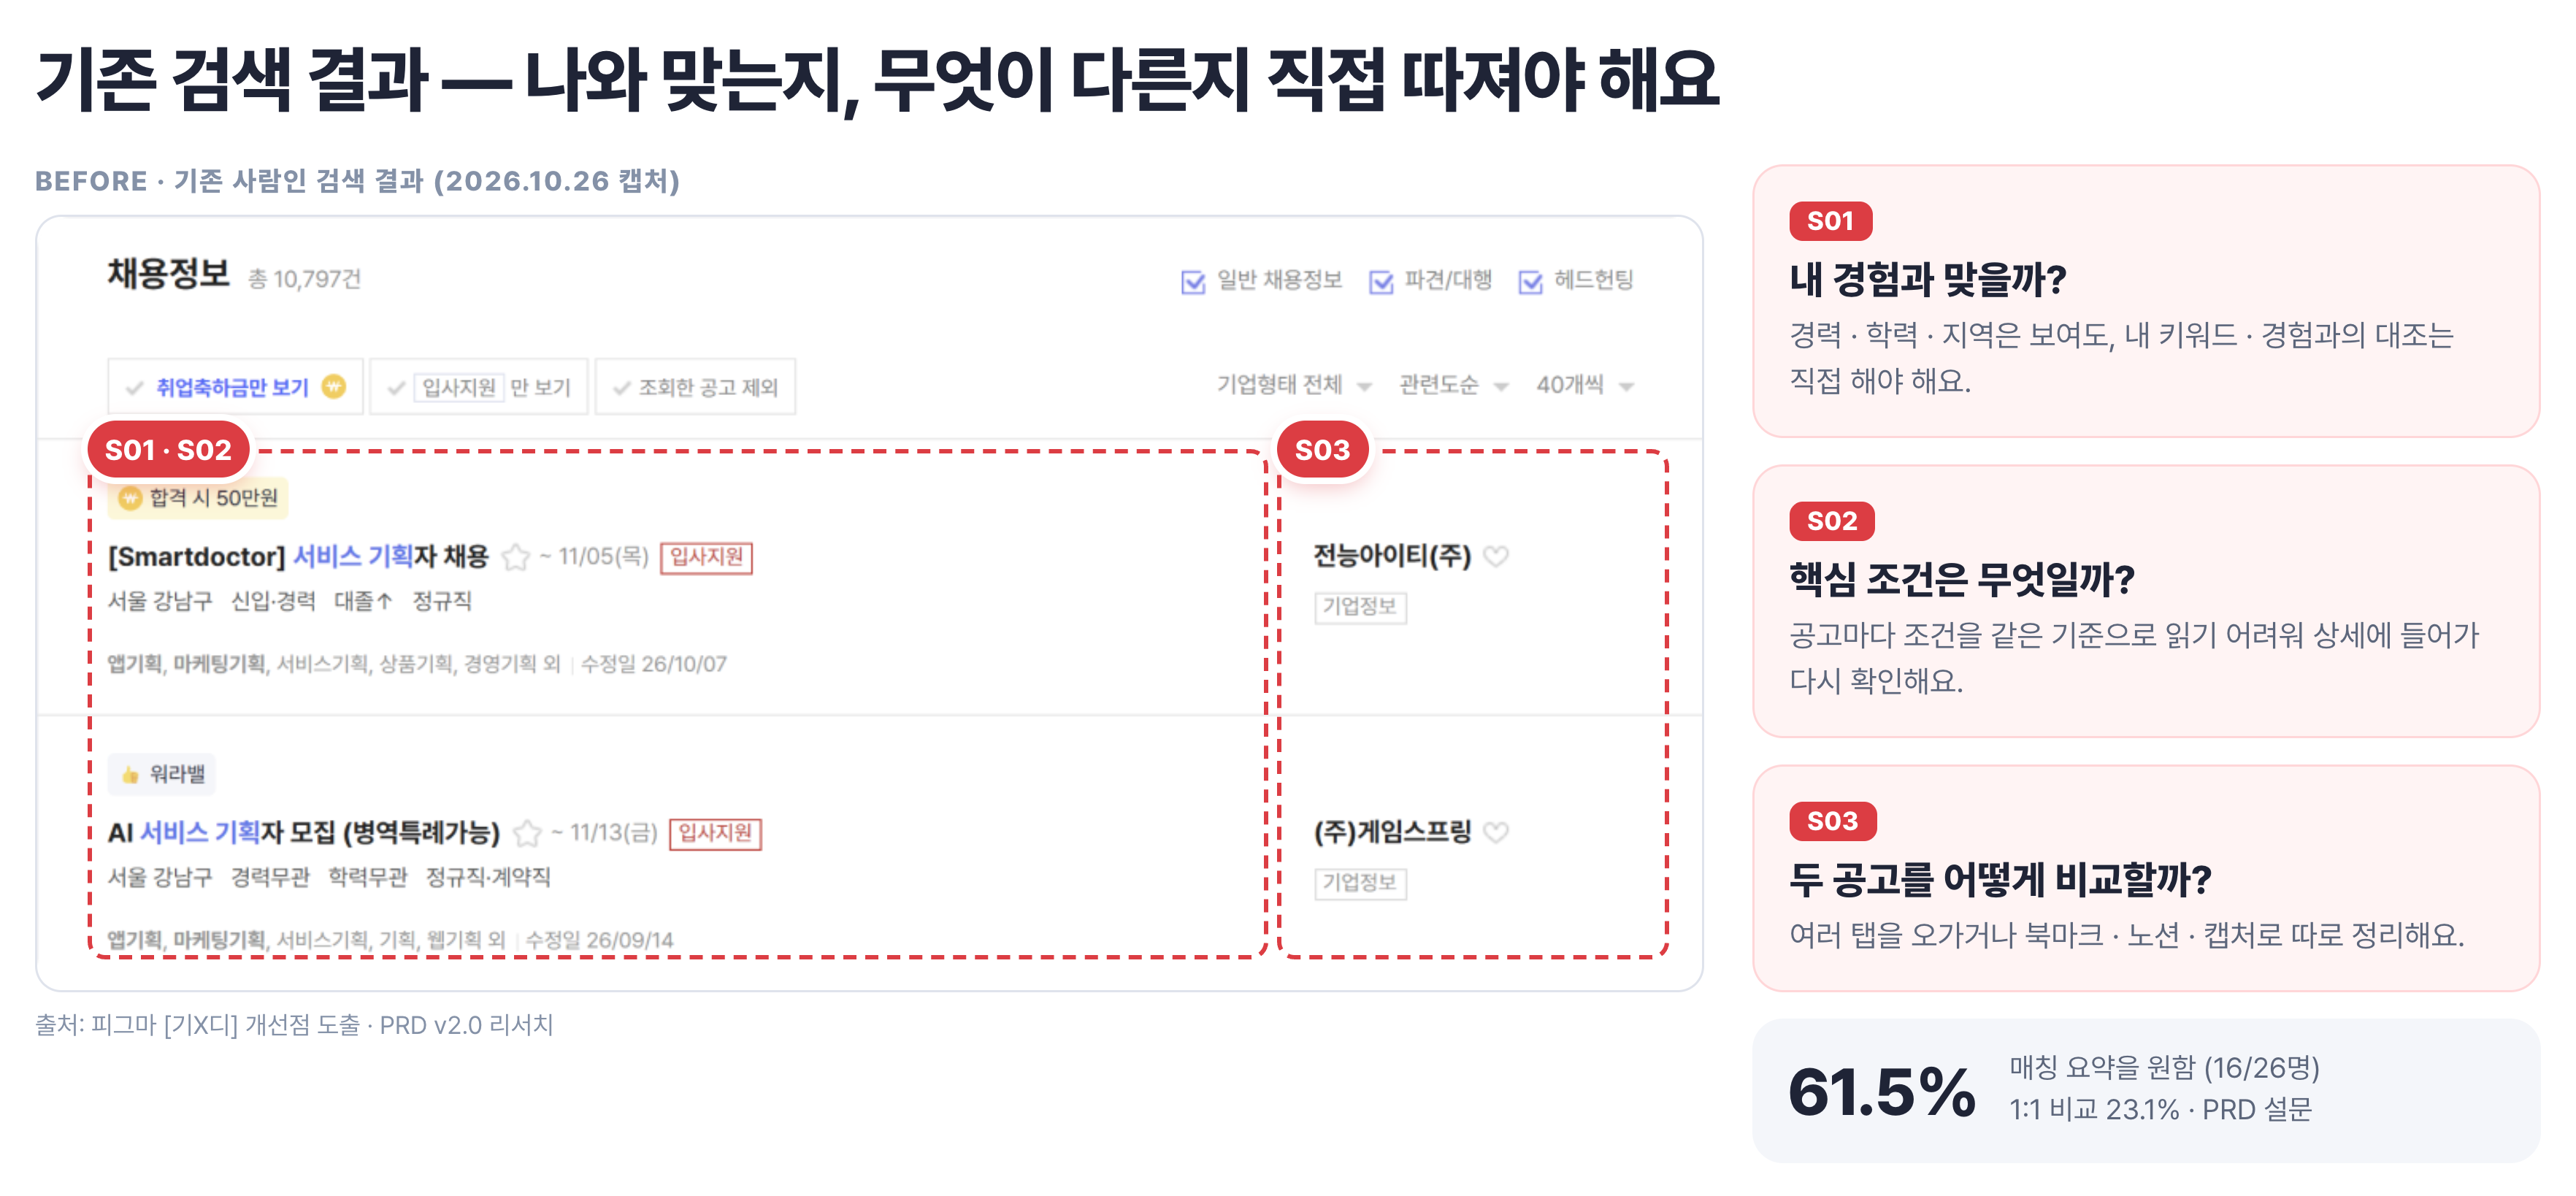 기존 검색 결과 — 나와 맞는지, 무엇이 다른지 직접 따져야 해요
BEFORE · 기존 사람인 검색 결과 (2026.10.26 캡처)
채용정보 총 10,797건
일반 채용정보 파견/대행 헤드헌팅
취업축하금만 보기 ₩ 입사지원 만 보기 조회한 공고 제외
기업형태 전체 관련도순 40개씩
S01 · S02
S03
₩ 합격 시 50만원
[Smartdoctor] 서비스 기획자 채용 ~ 11/05(목) 입사지원
전능아이티(주)
서울 강남구 신입·경력 대졸↑ 정규직
기업정보
앱기획, 마케팅기획, 서비스기획, 상품기획, 경영기획 외 | 수정일 26/10/07
워라밸
AI 서비스 기획자 모집 (병역특례가능) ~ 11/13(금) 입사지원
(주)게임스프링
서울 강남구 경력무관 학력무관 정규직·계약직
기업정보
앱기획, 마케팅기획, 서비스기획, 기획, 웹기획 외 | 수정일 26/09/14
출처: 피그마 [기X디] 개선점 도출 · PRD v2.0 리서치
S01
내 경험과 맞을까?
경력 · 학력 · 지역은 보여도, 내 키워드 · 경험과의 대조는
직접 해야 해요.
S02
핵심 조건은 무엇일까?
공고마다 조건을 같은 기준으로 읽기 어려워 상세에 들어가
다시 확인해요.
S03
두 공고를 어떻게 비교할까?
여러 탭을 오가거나 북마크 · 노션 · 캡처로 따로 정리해요.
61.5%
매칭 요약을 원함 (16/26명)
1:1 비교 23.1% · PRD 설문